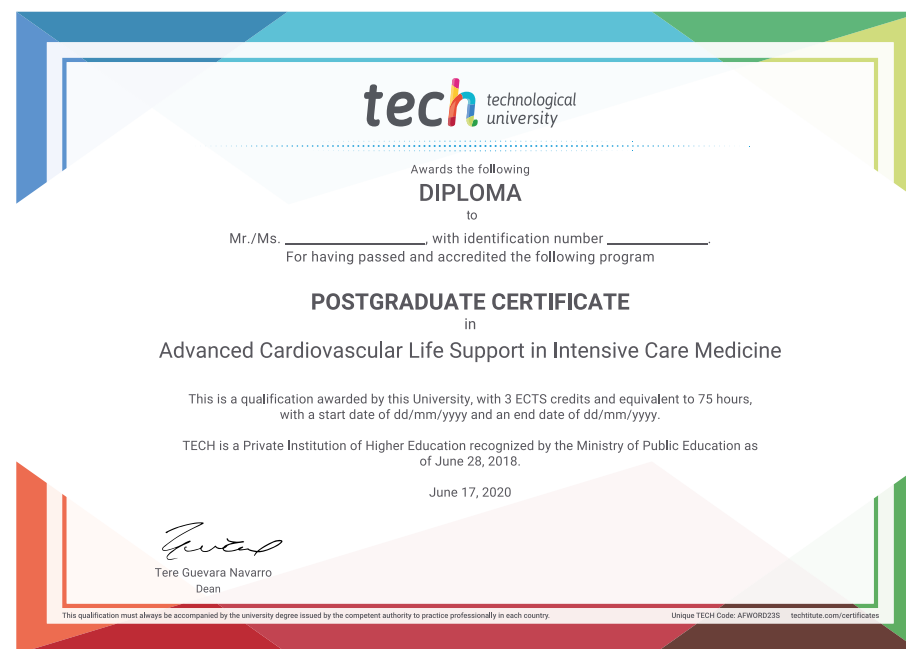 tech technological
university
Awards the following
DIPLOMA
to
Mr./Ms. ________________, with identification number ____________.
For having passed and accredited the following program
POSTGRADUATE CERTIFICATE
in
Advanced Cardiovascular Life Support in Intensive Care Medicine
This is a qualification awarded by this University, with 3 ECTS credits and equivalent to 75 hours,
with a start date of dd/mm/yyyy and an end date of dd/mm/yyyy.
TECH is a Private Institution of Higher Education recognized by the Ministry of Public Education as
of June 28, 2018.
June 17, 2020
Tere Guevara Navarro
Dean
This qualification must always be accompanied by the university degree issued by the competent authority to practice professionally in each country.
Unique TECH Code: AFWORD23S techtitute.com/certificates